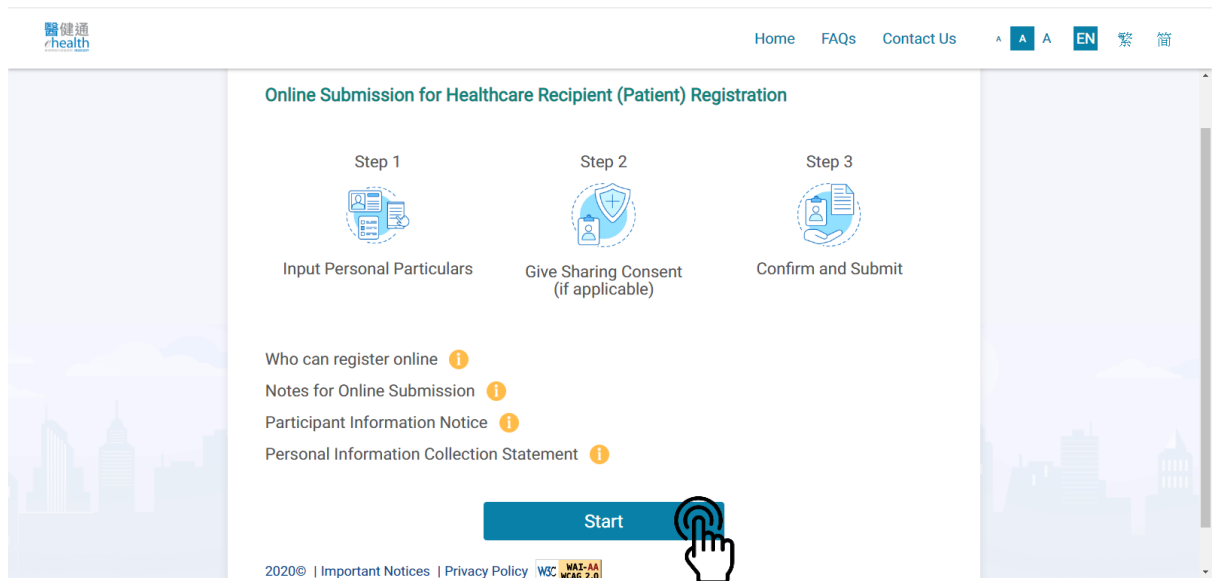 醫健通
ehealth
Home FAQs Contact Us A A A EN 繁 简
Online Submission for Healthcare Recipient (Patient) Registration
Step 1
Step 2
Step 3
Input Personal Particulars
Give Sharing Consent
(if applicable)
Confirm and Submit
Who can register online
Notes for Online Submission
Participant Information Notice
Personal Information Collection Statement
Start
2020© | Important Notices | Privacy Policy W3C WAI-AA
WCAG 2.0